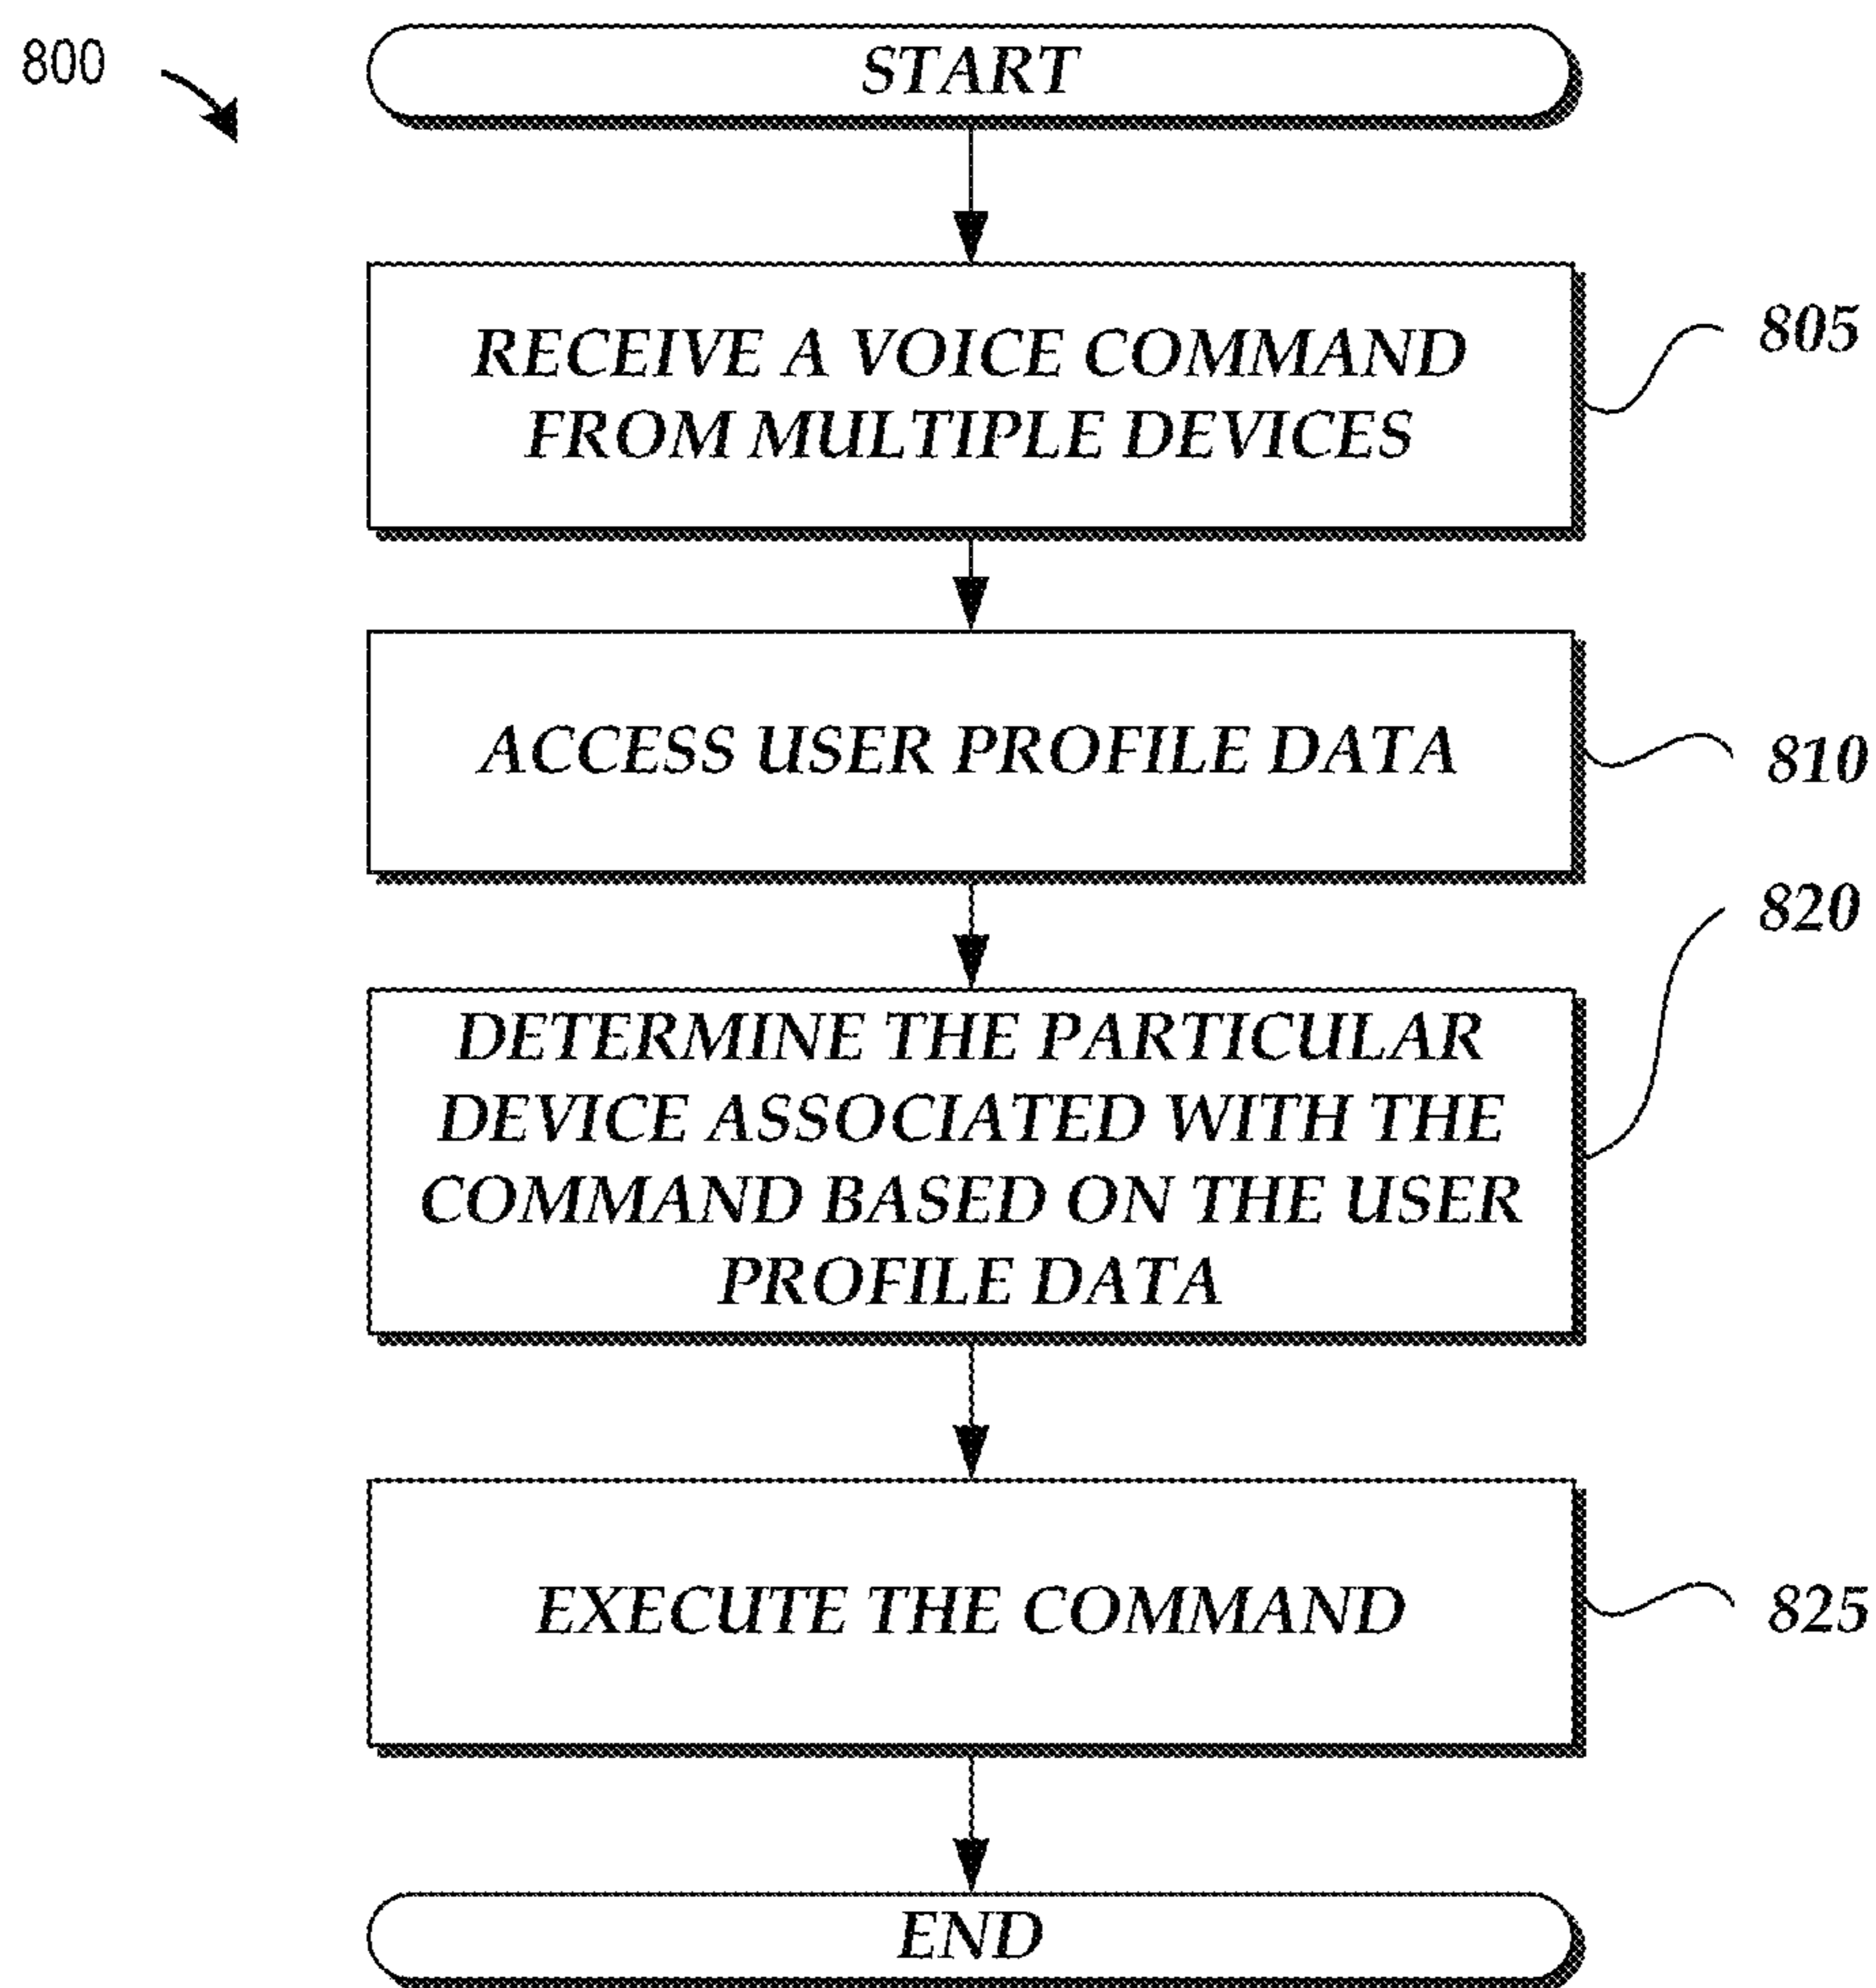 800
START
RECEIVE A VOICE COMMAND
FROM MULTIPLE DEVICES
805
ACCESS USER PROFILE DATA
810
820
DETERMINE THE PARTICULAR
DEVICE ASSOCIATED WITH THE
COMMAND BASED ON THE USER
PROFILE DATA
EXECUTE THE COMMAND
825
END